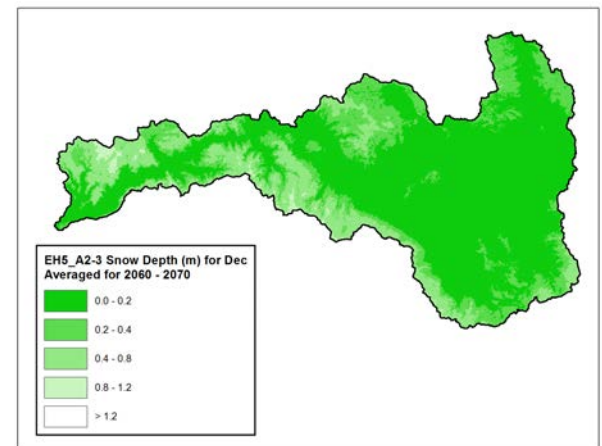 EH5_A2-3 Snow Depth (m) for Dec
Averaged for 2060 - 2070
0.0 - 0.2
0.2 - 0.4
0.4 - 0.8
0.8 - 1.2
> 1.2